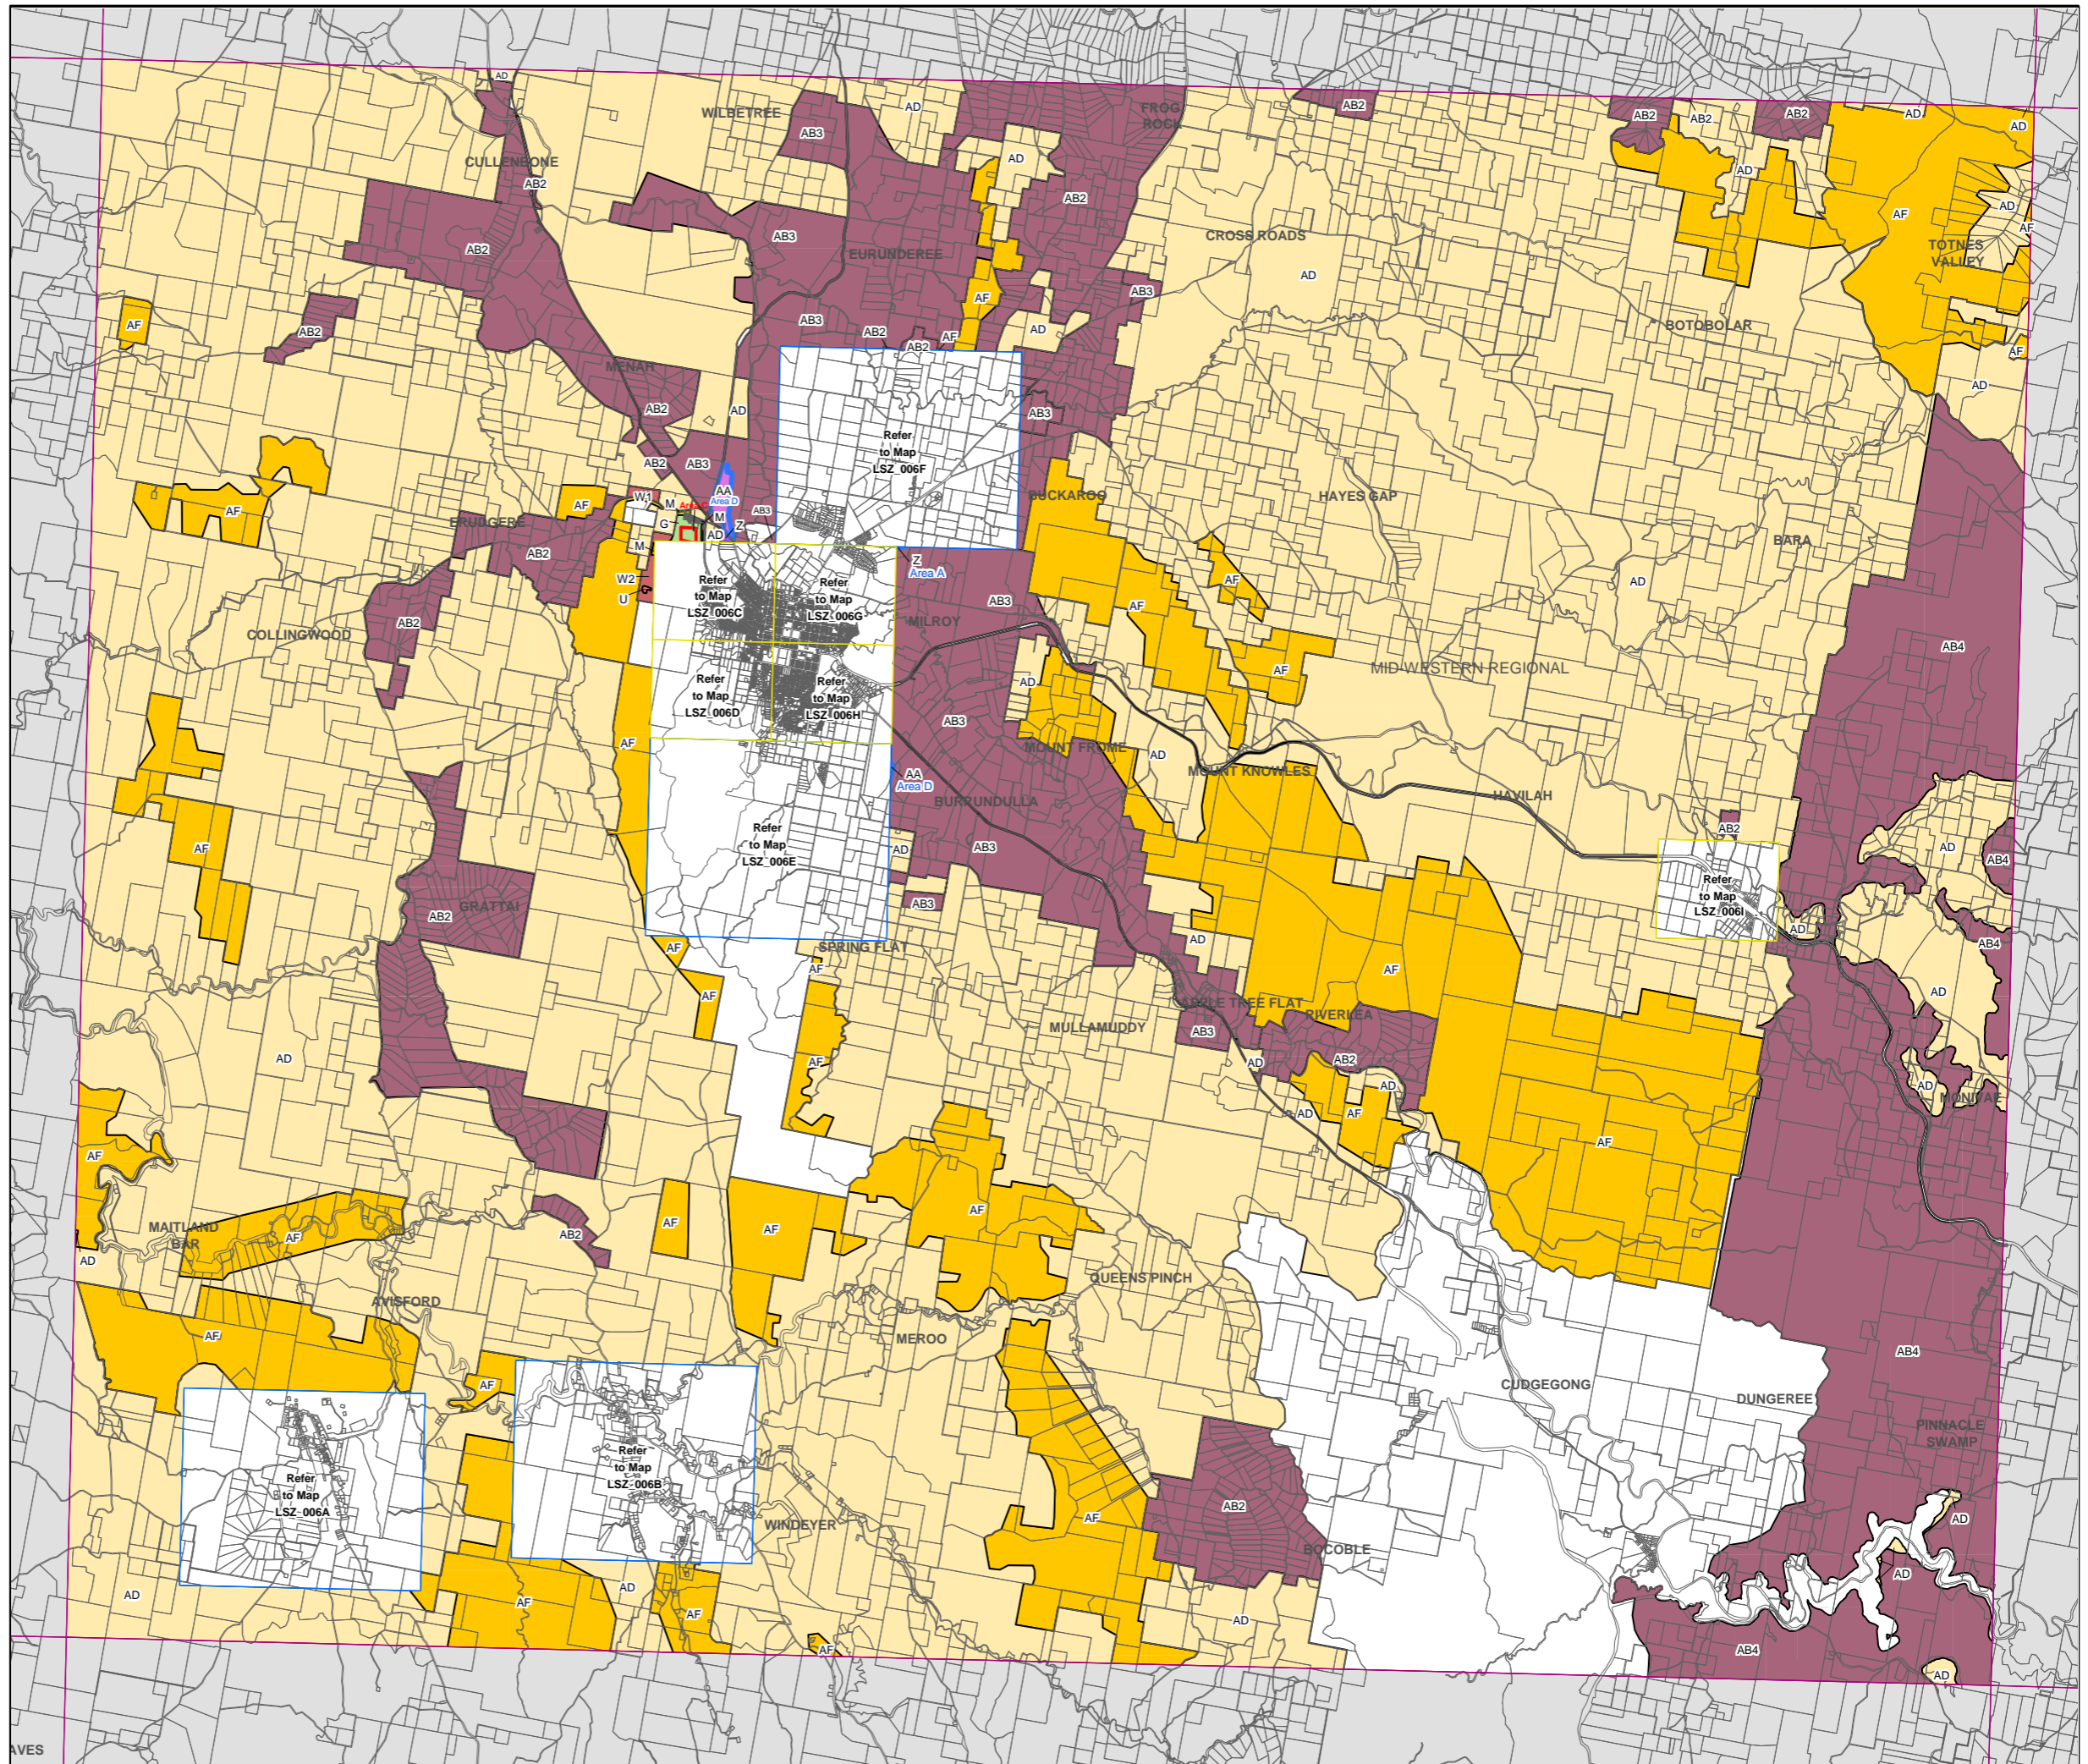 AD
WILBETREE
AD
FROG
ROCK
AB2
AB2
AB2
AB2
AD
AD
AB3
CULLENBONE
AB2
AD
AD
AB2
AF
AD
AF
AB2
AB3
EURUNDEREE
CROSS ROADS
TOTNES
VALLEY
AD
AF
AB3
AF
AB2
AB3
AB2
AD
AB2
AF
BOTOBOLAR
AF
AD
MENAH
AB2
AD
AB3
Refer
to Map
LSZ_006F
AB2
AB3
AA
Area D
W1
M
Area C
AF
AF
BUCKAROO
HAYES GAP
ERUDGERE
G
M
Z
AB3
AD
AB2
M
BARA
W2
U
Z
Area A
Refer
to Map
LSZ_006C
Refer
to Map
LSZ_006G
AB3
AF
AF
AD
AB2
MILROY
COLLINGWOOD
AB4
MID-WESTERN REGIONAL
AF
AD
Refer
to Map
LSZ_006D
Refer
to Map
LSZ_006H
AB3
AF
MOUNT FROME
AD
MOUNT KNOWLES
AA
Area D
BURRUNDULLA
HAVILAH
AB2
Refer
to Map
LSZ_006E
AF
AD
AB3
AD
AB4
Refer
to Map
LSZ_006I
AB3
GRATTAI
AB2
AD
AD
AB4
SPRING FLAT
AF
AF
AF
AF
AD
APPLE TREE FLAT
RIVERLEA
MULLAMUDDY
AB3
AD
AF
AD
AB2
AD
AD
MONIVAE
AD
AF
AF
AF
MAITLAND
BAR
AF
AB2
AF
AF
AF
AD
QUEENS PINCH
AVISFORD
AF
MEROO
AB4
CUDGEGONG
DUNGEREE
AF
PINNACLE
SWAMP
Refer
to Map
LSZ_006A
Refer
to Map
LSZ_006B
WINDEYER
AF
AB2
AD
BOCOBLE
AD
AD
AD
AF
AF
AD
AF
AB4
AD
AVES